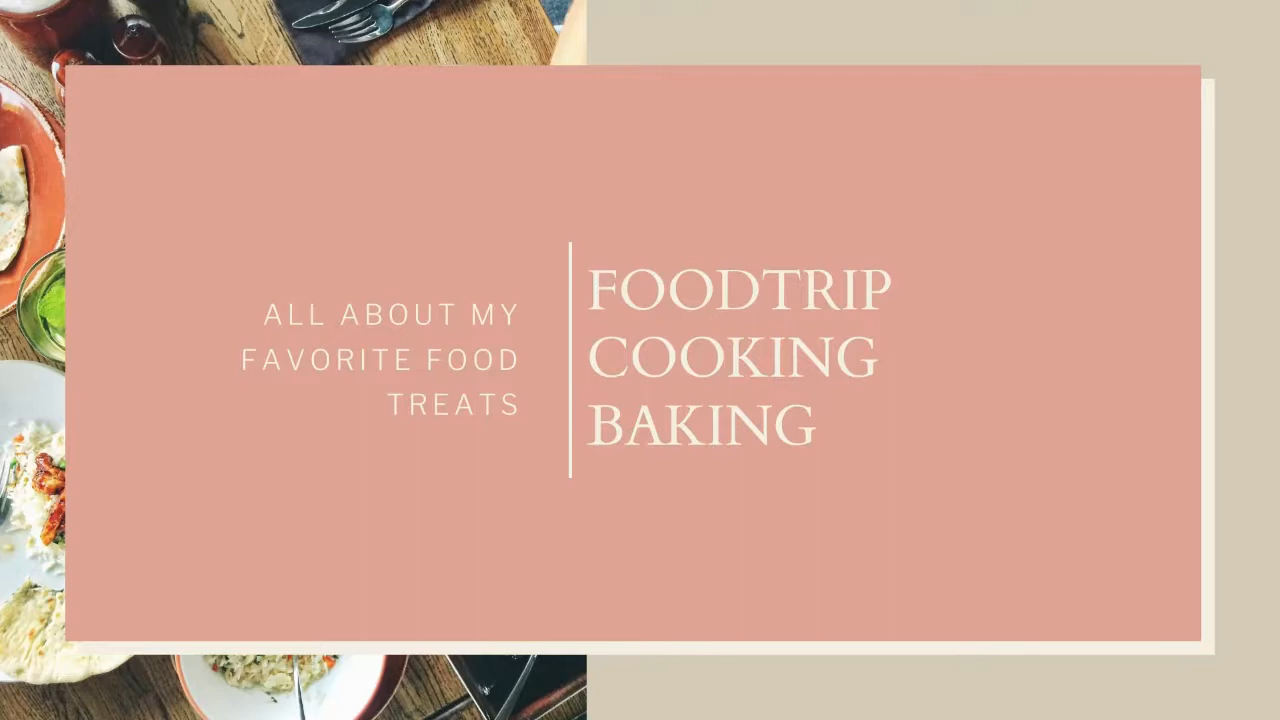 ALL ABOUT MY
FAVORITE FOOD
TREATS
FOODTRIP
COOKING
BAKING